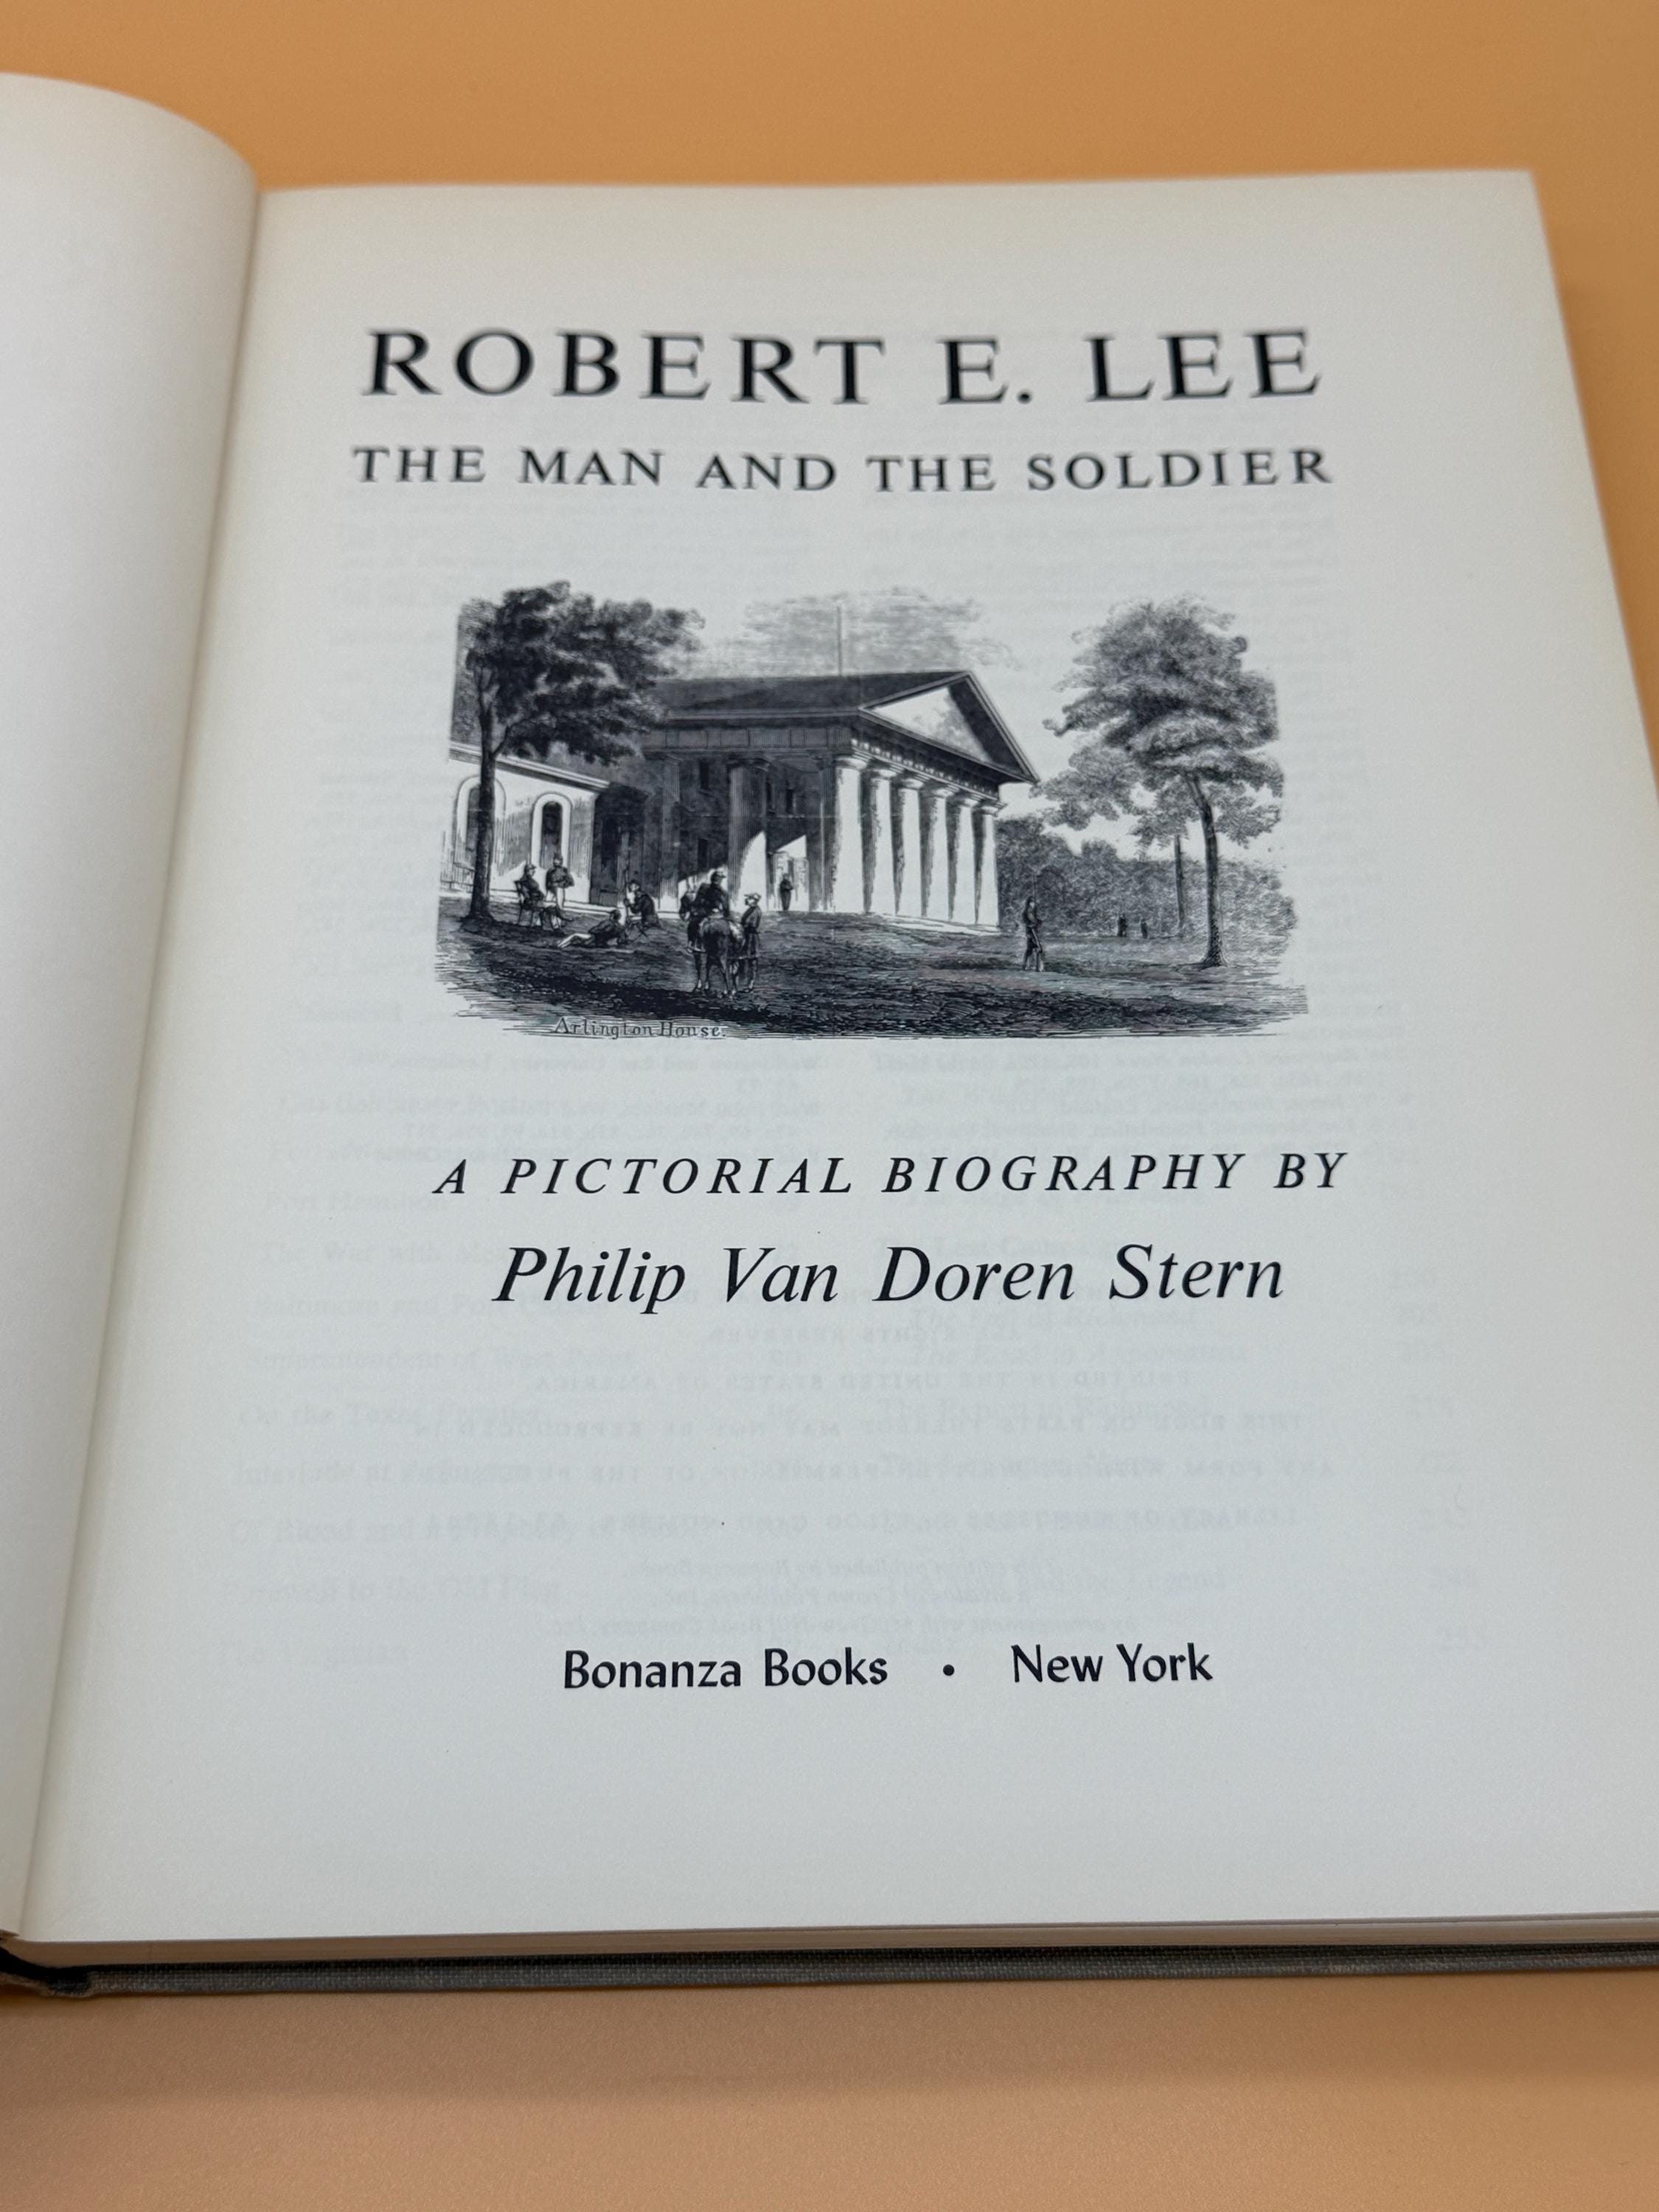 ROBERT E. LEE
THE MAN AND THE SOLDIER
Arlington House.
A PICTORIAL BIOGRAPHY BY
Philip Van Doren Stern
Bonanza Books • New York